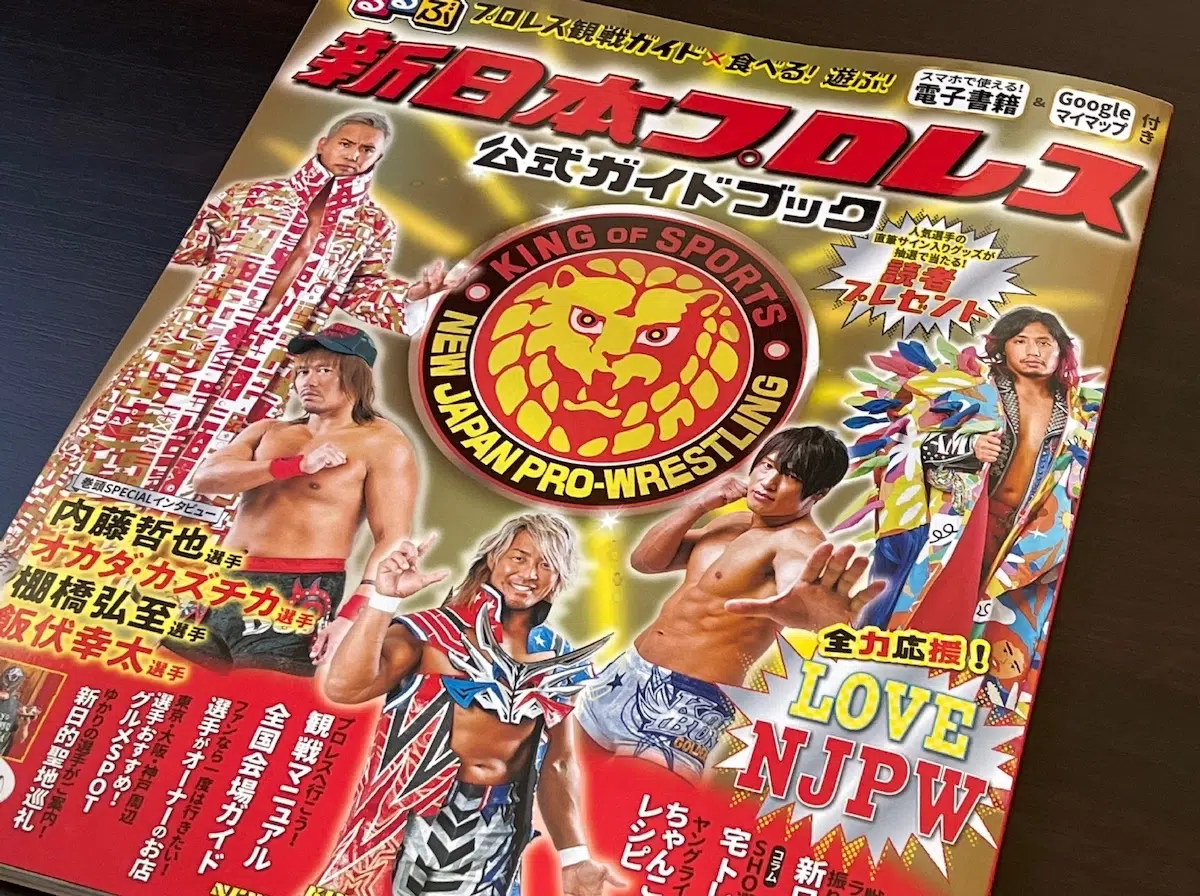 るるぶ
プロレス観戦ガイド×食べる!遊ぶ!
スマホで使える!
電子書籍
&
Google
マイマップ
付き
新日本プロレス
公式ガイドブック
人気選手の
直筆サイン入りグッズが
抽選で当たる!
読者
プレゼント
KING OF SPORTS
NEW JAPAN PRO-WRESTLING
巻頭SPECIALインタビュー
内藤哲也選手
オカダ・カズチカ選手
棚橋弘至選手
飯伏幸太選手
全力応援!
LOVE
NJPW
プロレスへ行こう!
観戦マニュアル
全国会場ガイド
ファンなら一度は行きたい!
選手がオーナーのお店
東京・大阪・神戸周辺
選手おすすめ!
グルメSPOT
ゆかりの選手がご案内!
新日的聖地巡礼
コラム
SHO
宅トレ
ヤングライ
ちゃんこ
レシピ